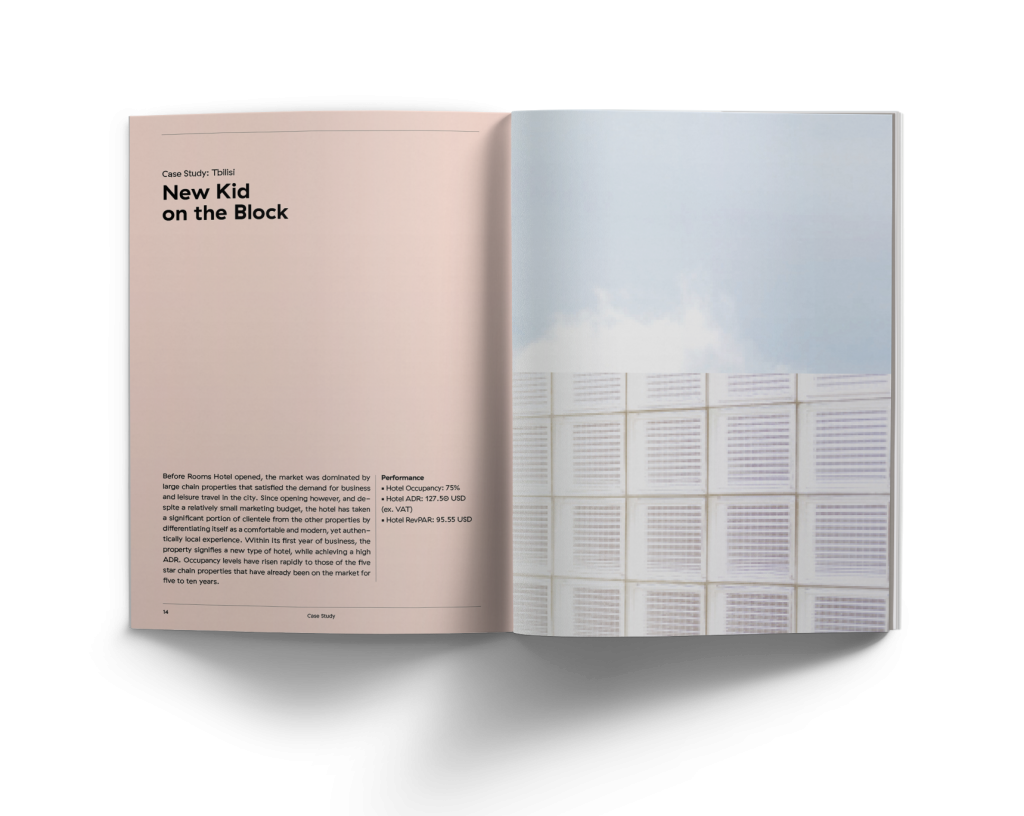 Case Study: Tbilisi
New Kid
on the Block
Before Rooms Hotel opened, the market was dominated by
large chain properties that satisfied the demand for business
and leisure travel in the city. Since opening however, and de-
spite a relatively small marketing budget, the hotel has taken
a significant portion of clientele from the other properties by
differentiating itself as a comfortable and modern, yet authen-
tically local experience. Within its first year of business, the
property signifies a new type of hotel, while achieving a high
ADR. Occupancy levels have risen rapidly to those of the five
star chain properties that have already been on the market for
five to ten years.
Performance
• Hotel Occupancy: 75%
• Hotel ADR: 127.50 USD
(ex. VAT)
• Hotel RevPAR: 95.55 USD
14
Case Study